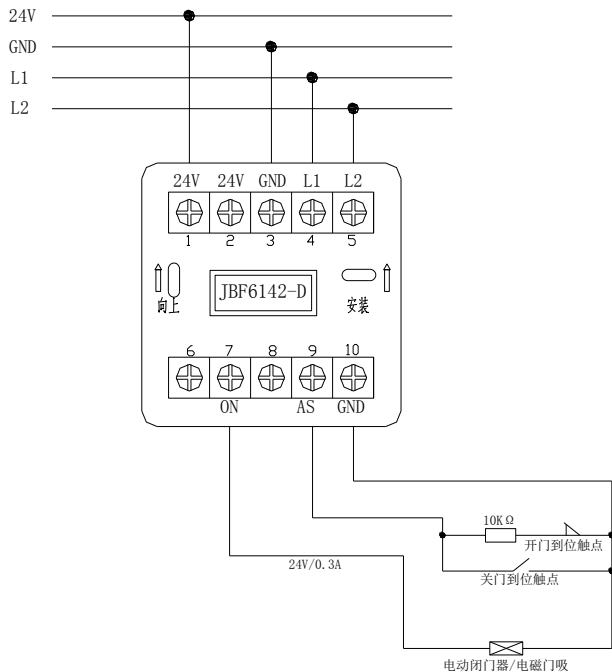 24V
GND
L1
L2
24V 24V GND L1 L2
1 2 3 4 5
向上
JBF6142-D
安装
6 7 8 9 10
ON AS GND
10KΩ
开门到位触点
24V/0.3A
关门到位触点
电动闭门器/电磁门吸